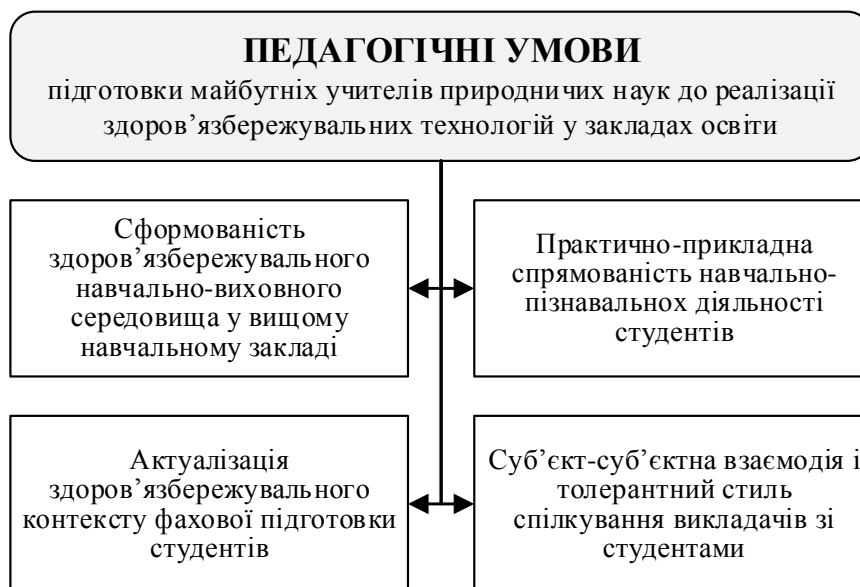 ПЕДАГОГІЧНІ УМОВИ
підготовки майбутніх учителів природничих наук до реалізації
здоров’язбережувальних технологій у закладах освіти
Сформованість
здоров’язбережувального
навчально-виховного
середовища у вищому
навчальному закладі
Практично-прикладна
спрямованість навчально-
пізнавальнох діяльності
студентів
Актуалізація
здоров’язбережувального
контексту фахової підготовки
студентів
Суб’єкт-суб’єктна взаємодія і
толерантний стиль
спілкування викладачів зі
студентами